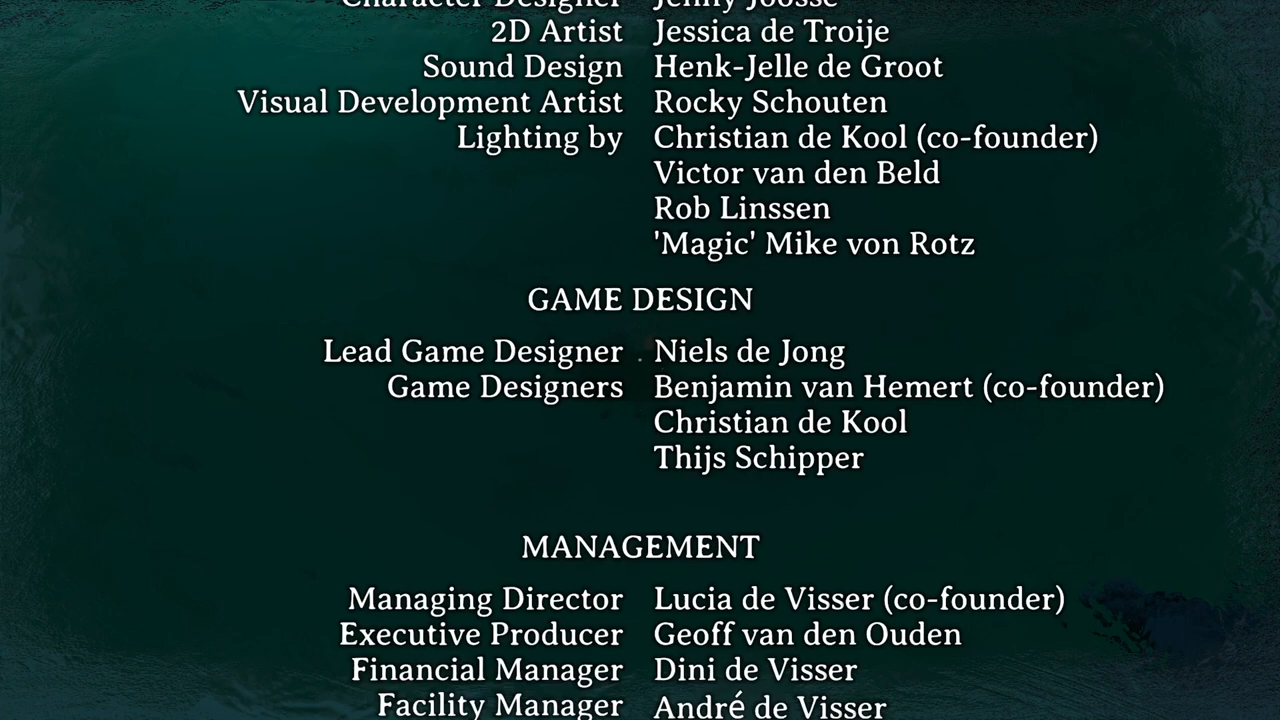 Character Designer Jenny Joosse
2D Artist Jessica de Troije
Sound Design Henk-Jelle de Groot
Visual Development Artist Rocky Schouten
Lighting by Christian de Kool (co-founder)
Victor van den Beld
Rob Linssen
'Magic' Mike von Rotz
GAME DESIGN
Lead Game Designer Niels de Jong
Game Designers Benjamin van Hemert (co-founder)
Christian de Kool
Thijs Schipper
MANAGEMENT
Managing Director Lucia de Visser (co-founder)
Executive Producer Geoff van den Ouden
Financial Manager Dini de Visser
Facility Manager André de Visser